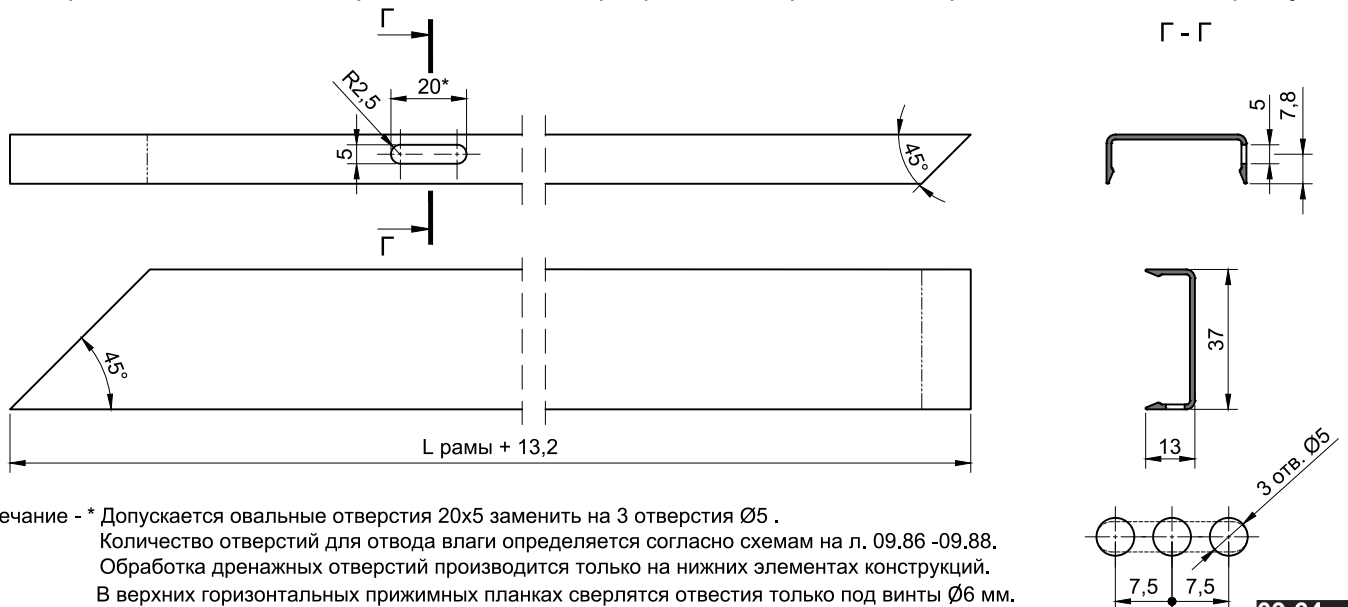 Г
Г - Г
R2,5
20*
5
7,8
5
45°
Г
45°
37
L рамы + 13,2
13
3 отв. Ø5
ечание - * Допускается овальные отверстия 20x5 заменить на 3 отверстия Ø5 .
Количество отверстий для отвода влаги определяется согласно схемам на л. 09.86 -09.88.
Обработка дренажных отверстий производится только на нижних элементах конструкций.
В верхних горизонтальных прижимных планках сверлятся отвестия только под винты Ø6 мм.
7,5 7,5